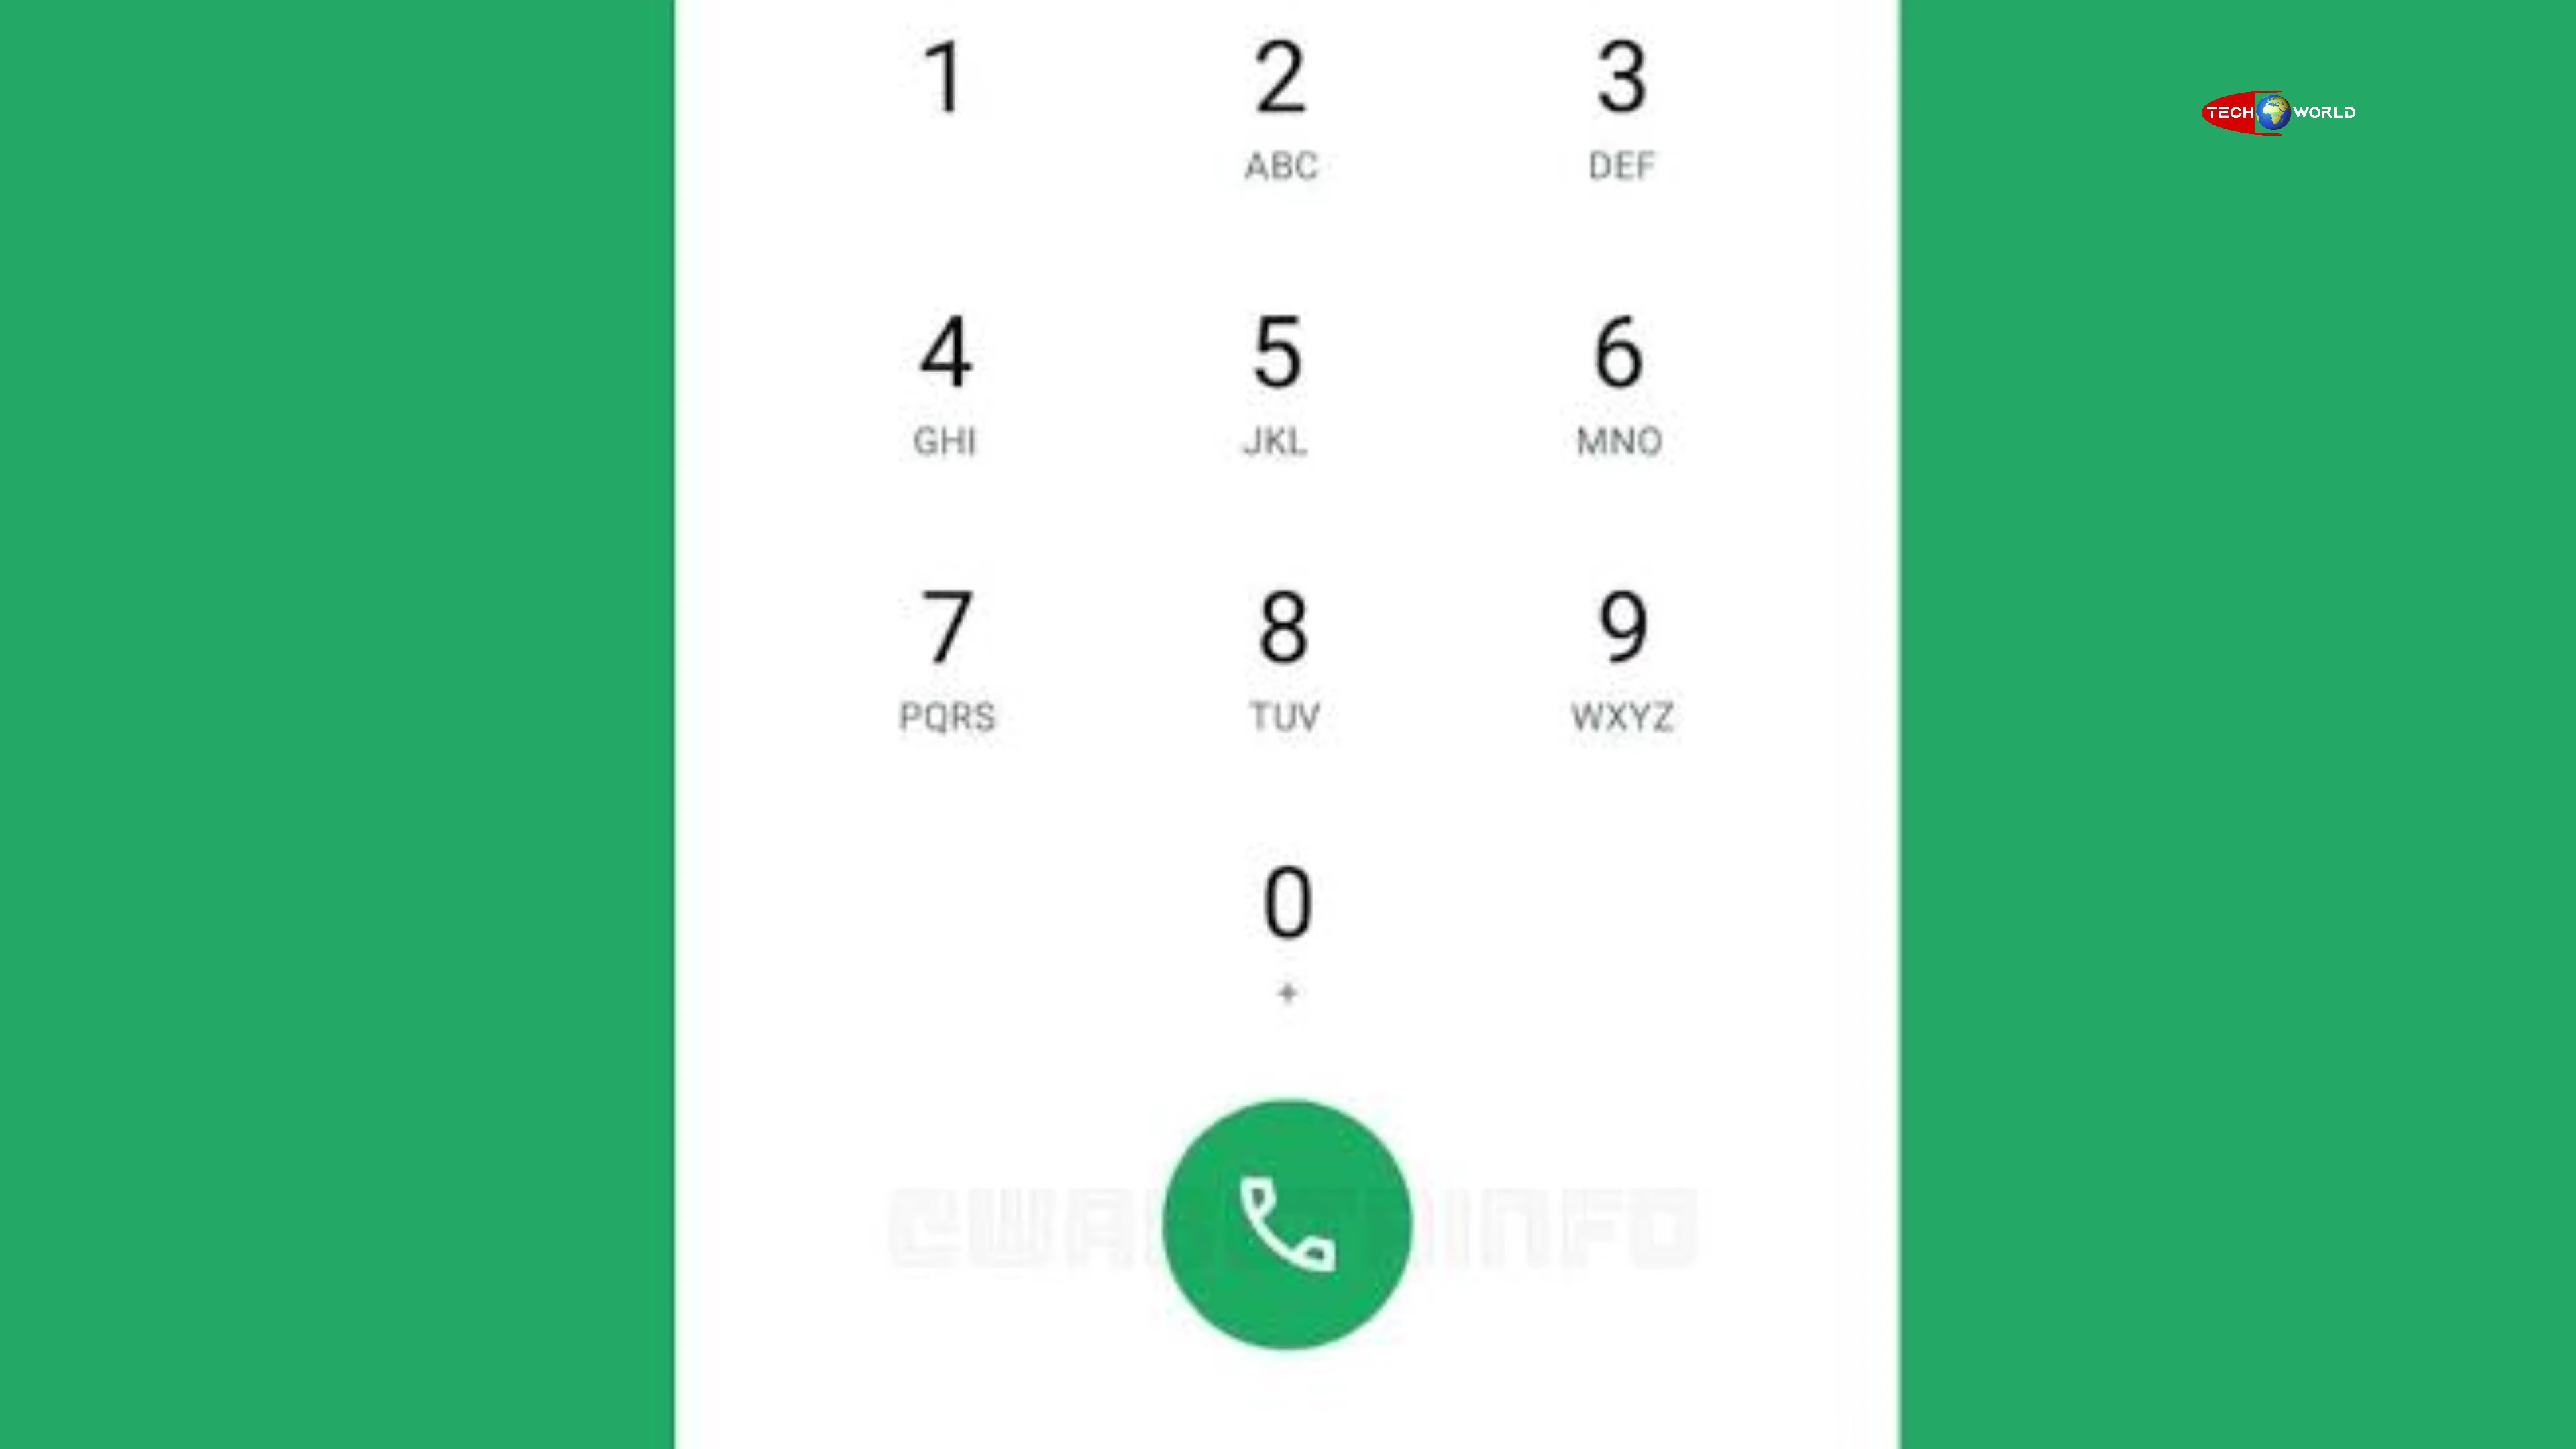 1 2 3
ABC DEF
TECH WORLD
4 5 6
GHI JKL MNO
7 8 9
PQRS TUV WXYZ
0
+